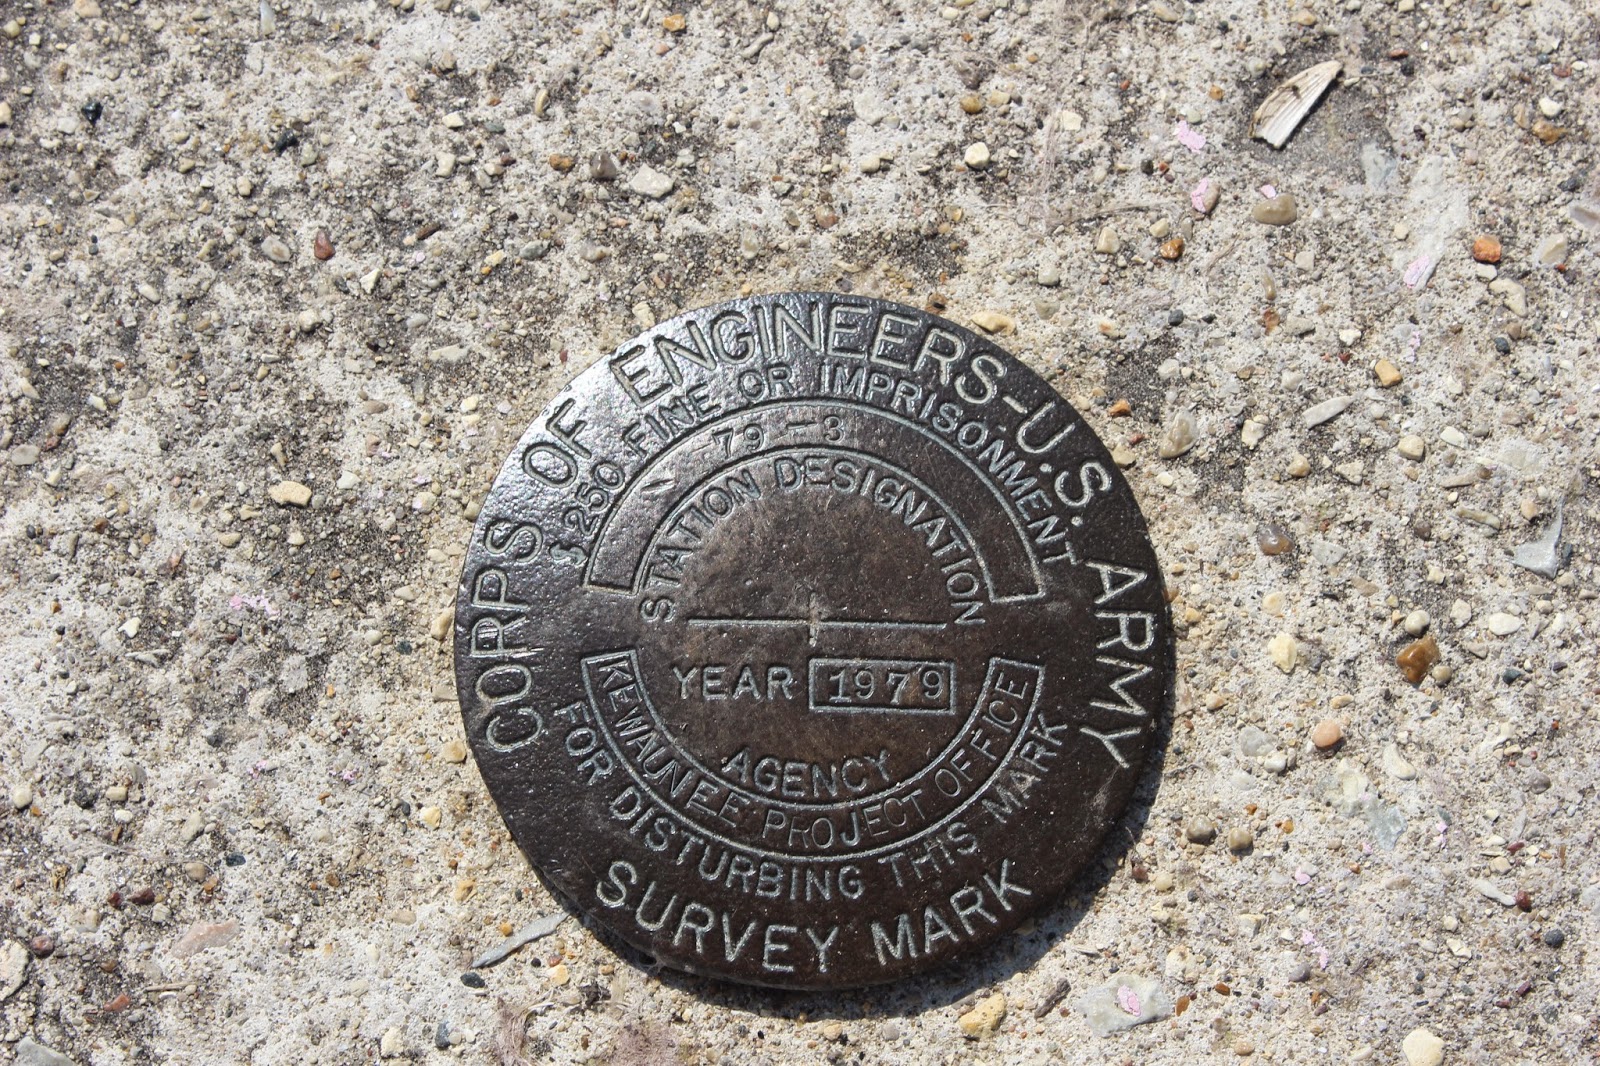 CORPS OF ENGINEERS-U.S. ARMY
$250 FINE OR IMPRISONMENT
79-3
STATION DESIGNATION
YEAR 1979
AGENCY
KEWAUNEE PROJECT OFFICE
FOR DISTURBING THIS MARK
SURVEY MARK